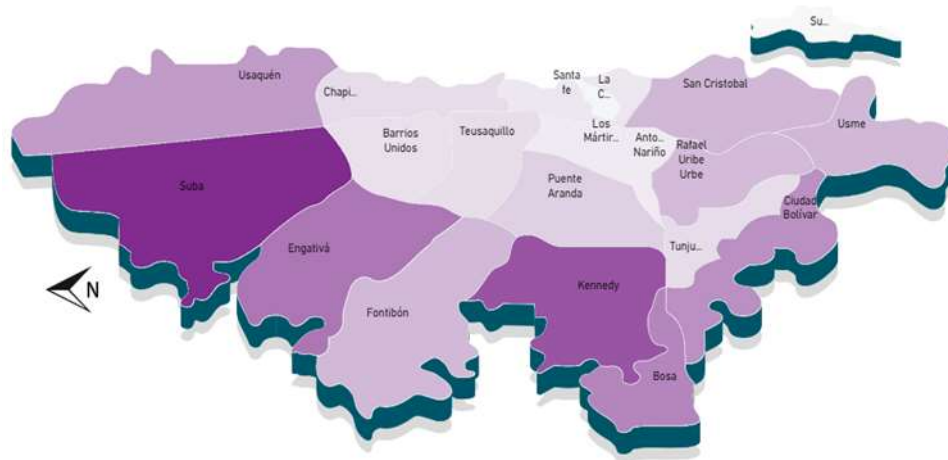 Su...
Usaquén
Santa
fe
La
C...
San Cristobal
Chapi...
Barrios
Unidos
Teusaquillo
Los
Mártir...
Anto...
Nariño
Rafael
Uribe
Urbe
Usme
Suba
Puente
Aranda
Ciudad
Bolívar
Engativá
Tunju...
Kennedy
N
Fontibón
Bosa